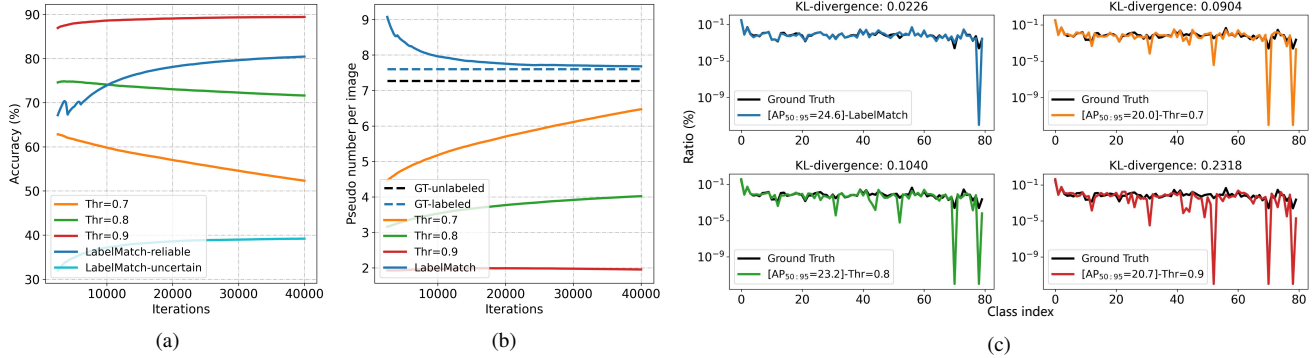 90
80
70
60
50
40
30
Accuracy (%)
Thr=0.7
Thr=0.8
Thr=0.9
LabelMatch-reliable
LabelMatch-uncertain
10000 20000 30000 40000
Iterations
(a)
9
8
7
6
5
4
3
2
Pseudo number per image
GT-unlabeled
GT-labeled
Thr=0.7
Thr=0.8
Thr=0.9
LabelMatch
10000 20000 30000 40000
Iterations
(b)
Ratio (%)
KL-divergence: 0.0226
10⁻¹
10⁻⁵
10⁻⁹
Ground Truth
[AP₅₀:₉₅=24.6]-LabelMatch
0 20 40 60 80
KL-divergence: 0.0904
10⁻¹
10⁻⁵
10⁻⁹
Ground Truth
[AP₅₀:₉₅=20.0]-Thr=0.7
0 20 40 60 80
KL-divergence: 0.1040
10⁻¹
10⁻⁵
10⁻⁹
Ground Truth
[AP₅₀:₉₅=23.2]-Thr=0.8
0 20 40 60 80
KL-divergence: 0.2318
10⁻¹
10⁻⁵
10⁻⁹
Ground Truth
[AP₅₀:₉₅=20.7]-Thr=0.9
0 20 40 60 80
Class index
(c)